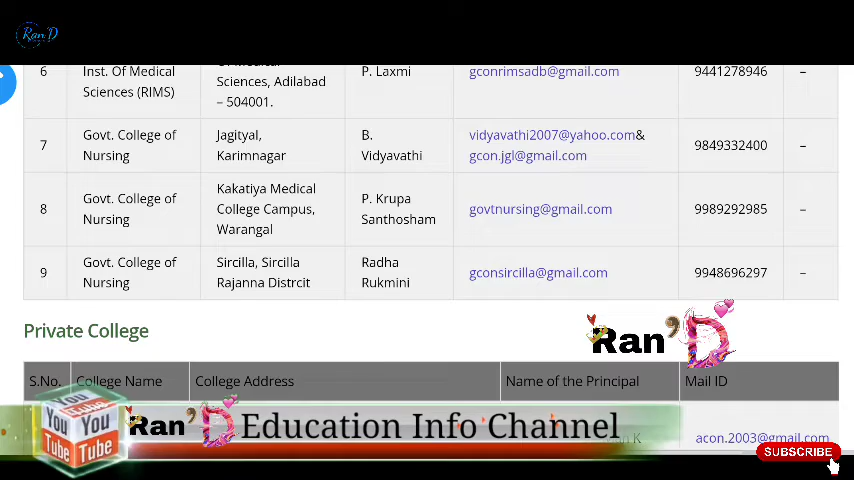 Ran'D
6 Inst. Of Medical Sciences, Adilabad P. Laxmi gconrimsadb@gmail.com 9441278946 –
Sciences (RIMS) – 504001.
7 Govt. College of Jagityal, B. vidyavathi2007@yahoo.com& 9849332400 –
Nursing Karimnagar Vidyavathi gcon.jgl@gmail.com
Kakatiya Medical
8 Govt. College of College Campus, P. Krupa govtnursing@gmail.com 9989292985 –
Nursing Warangal Santhosham
9 Govt. College of Sircilla, Sircilla Radha gconsircilla@gmail.com 9948696297 –
Nursing Rajanna Distrcit Rukmini
Private College
Ran'D
S.No. College Name College Address Name of the Principal Mail ID
You You Tube You Tube
Ran'D Education Info Channel
K acon.2003@gmail.com
SUBSCRIBE